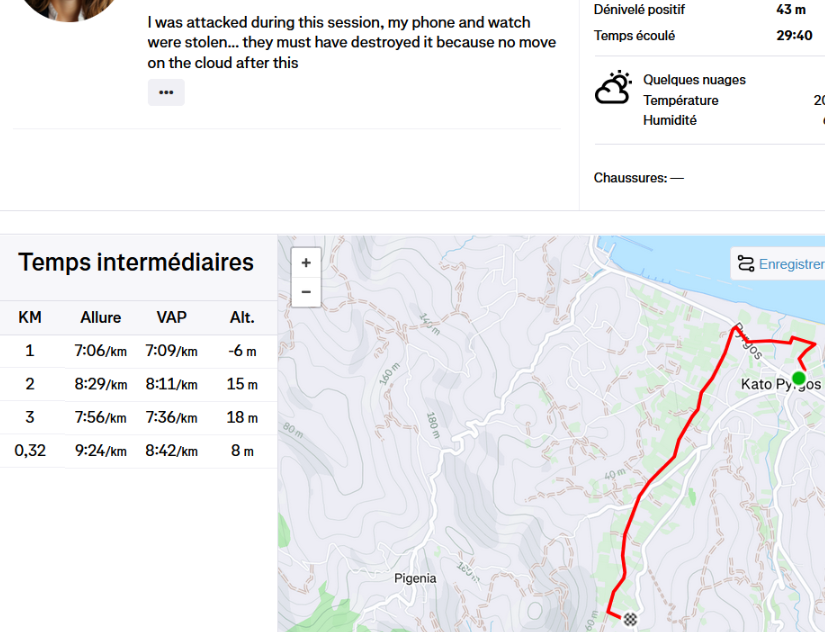 I was attacked during this session, my phone and watch
were stolen... they must have destroyed it because no move
on the cloud after this
•••
Dénivelé positif 43 m
Temps écoulé 29:40
Quelques nuages
Température
Humidité
Chaussures: —
Temps intermédiaires
KM Allure VAP Alt.
1 7:06/km 7:09/km -6 m
2 8:29/km 8:11/km 15 m
3 7:56/km 7:36/km 18 m
0,32 9:24/km 8:42/km 8 m
+
−
Enregistrer
140 m
160 m
180 m
80 m
Pyrgos
Kato Pyrgos
40 m
Pigenia
160 m
60 m